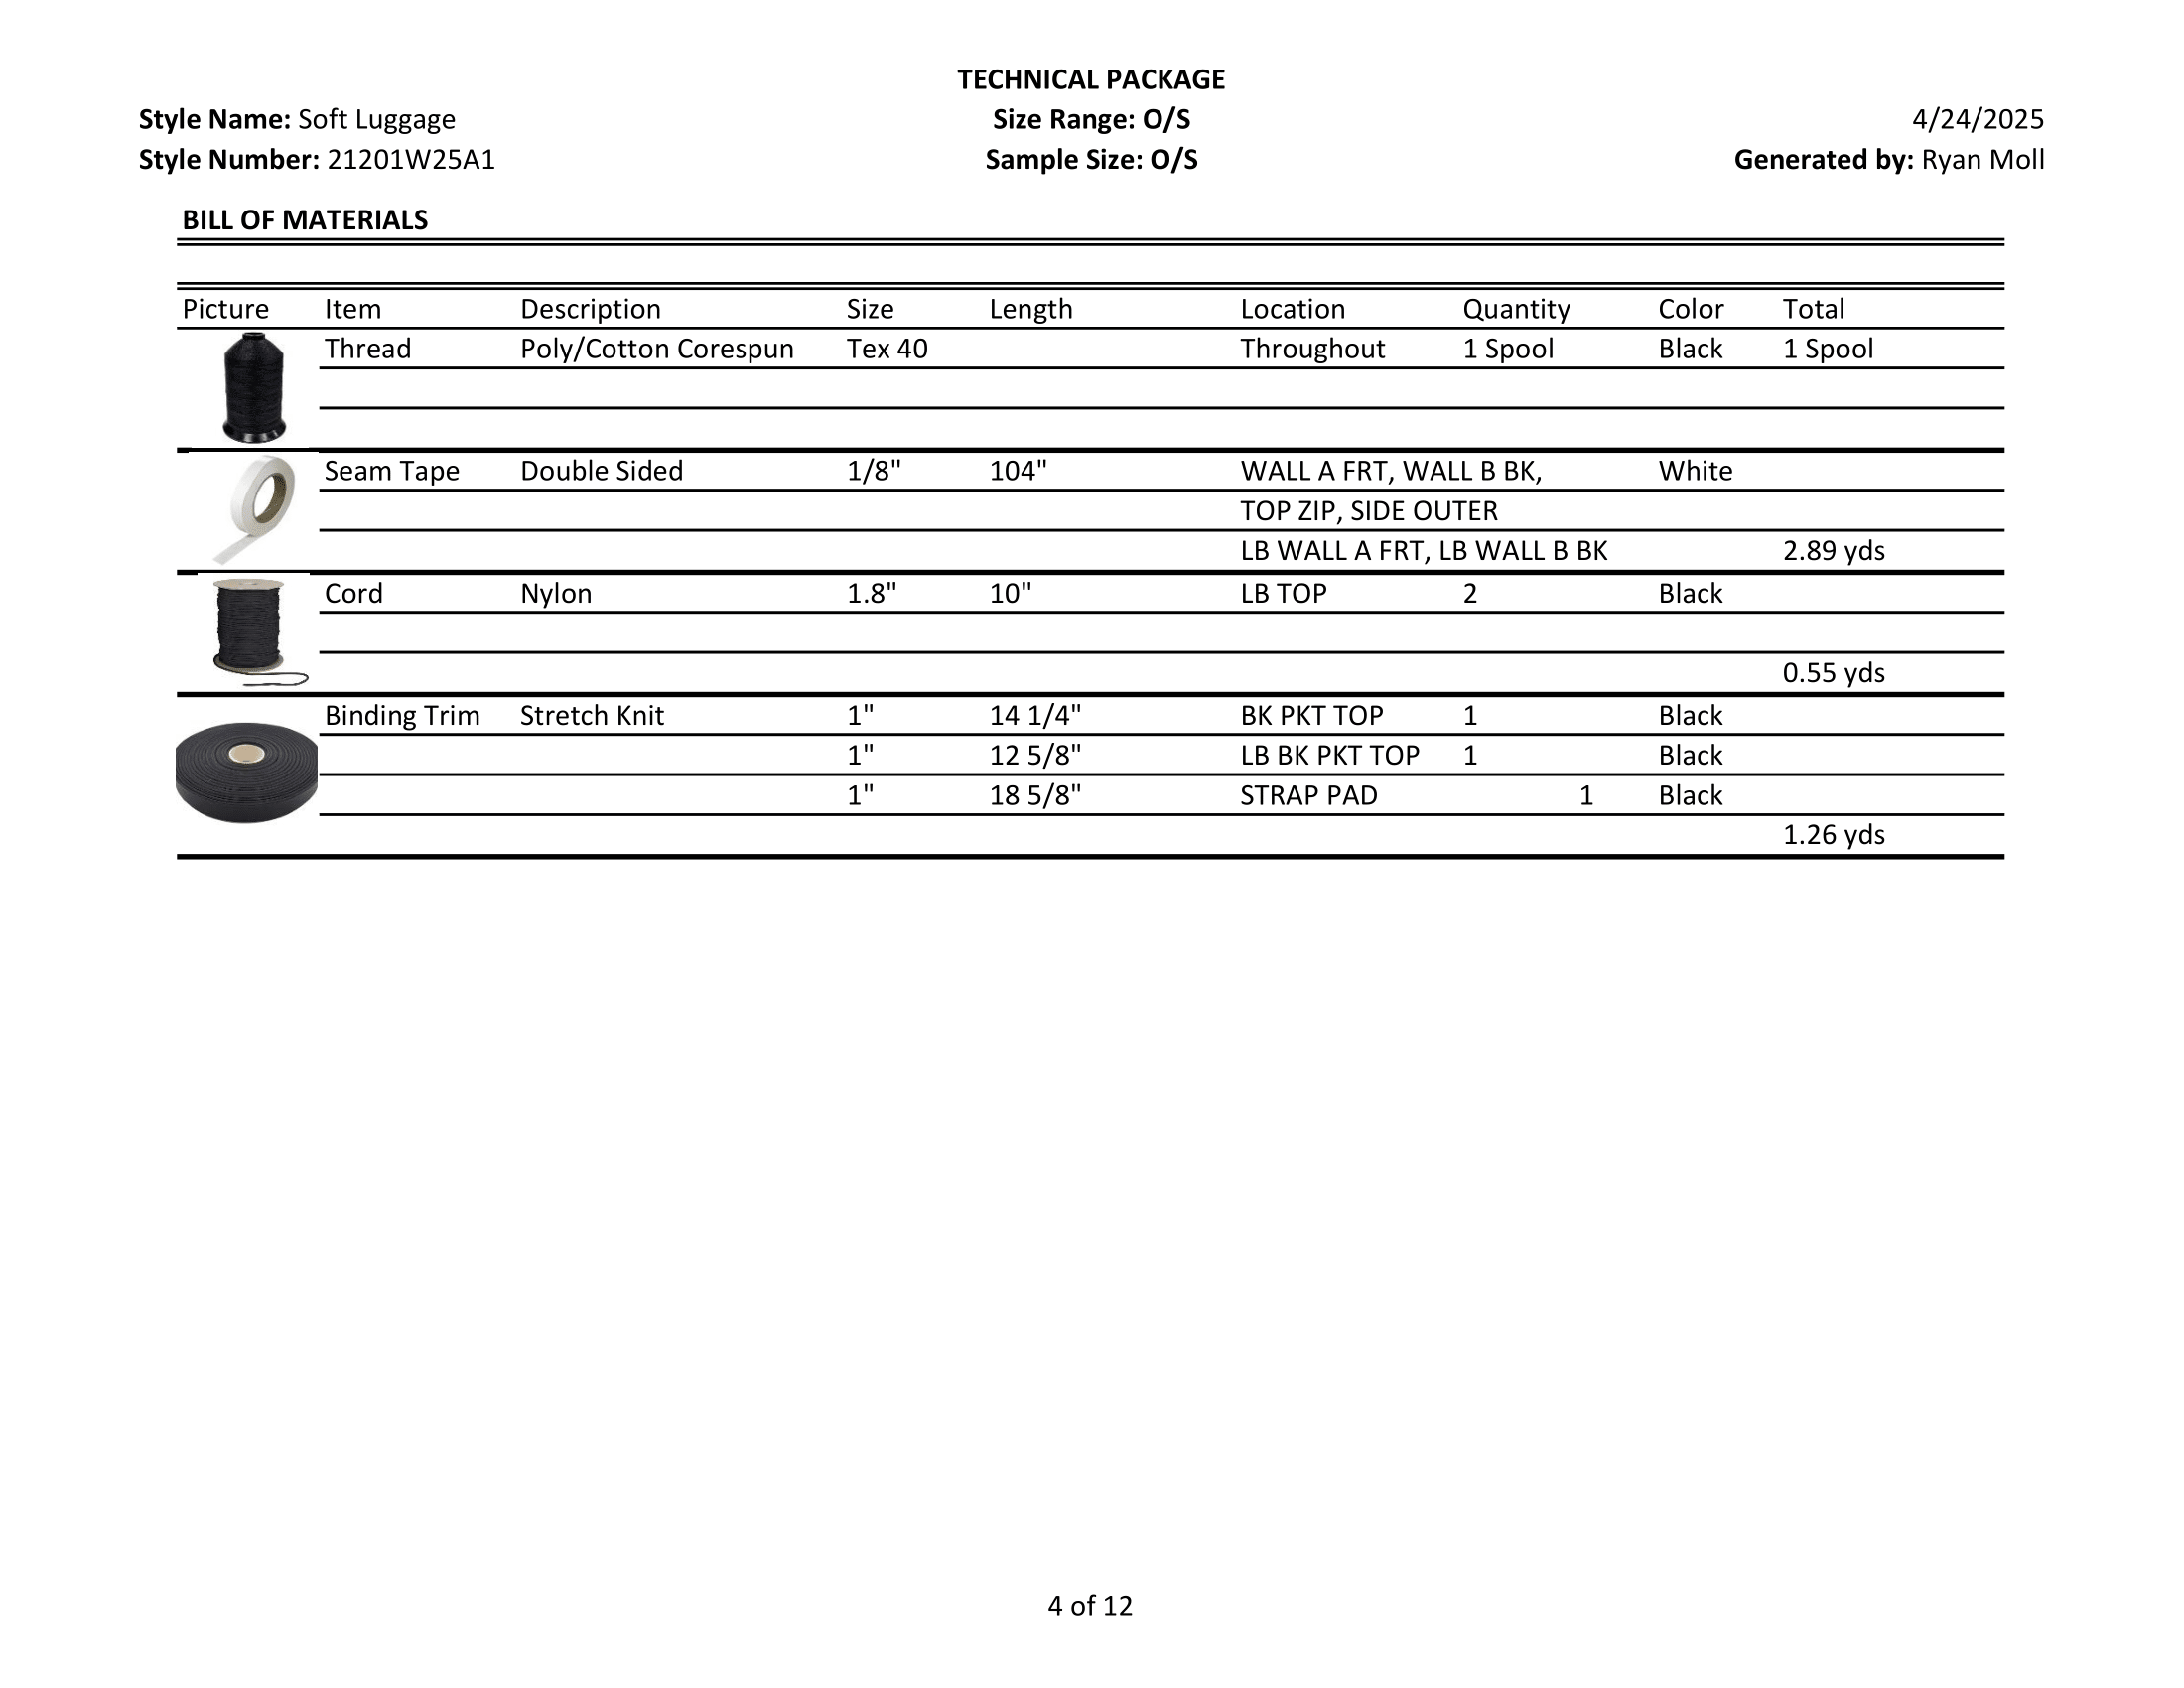 TECHNICAL PACKAGE
Style Name: Soft Luggage Size Range: O/S 4/24/2025
Style Number: 21201W25A1 Sample Size: O/S Generated by: Ryan Moll
BILL OF MATERIALS
Picture Item Description Size Length Location Quantity Color Total
Thread Poly/Cotton Corespun Tex 40 Throughout 1 Spool Black 1 Spool
Seam Tape Double Sided 1/8" 104" WALL A FRT, WALL B BK, White
TOP ZIP, SIDE OUTER
LB WALL A FRT, LB WALL B BK 2.89 yds
Cord Nylon 1.8" 10" LB TOP 2 Black
0.55 yds
Binding Trim Stretch Knit 1" 14 1/4" BK PKT TOP 1 Black
1" 12 5/8" LB BK PKT TOP 1 Black
1" 18 5/8" STRAP PAD 1 Black
1.26 yds
4 of 12